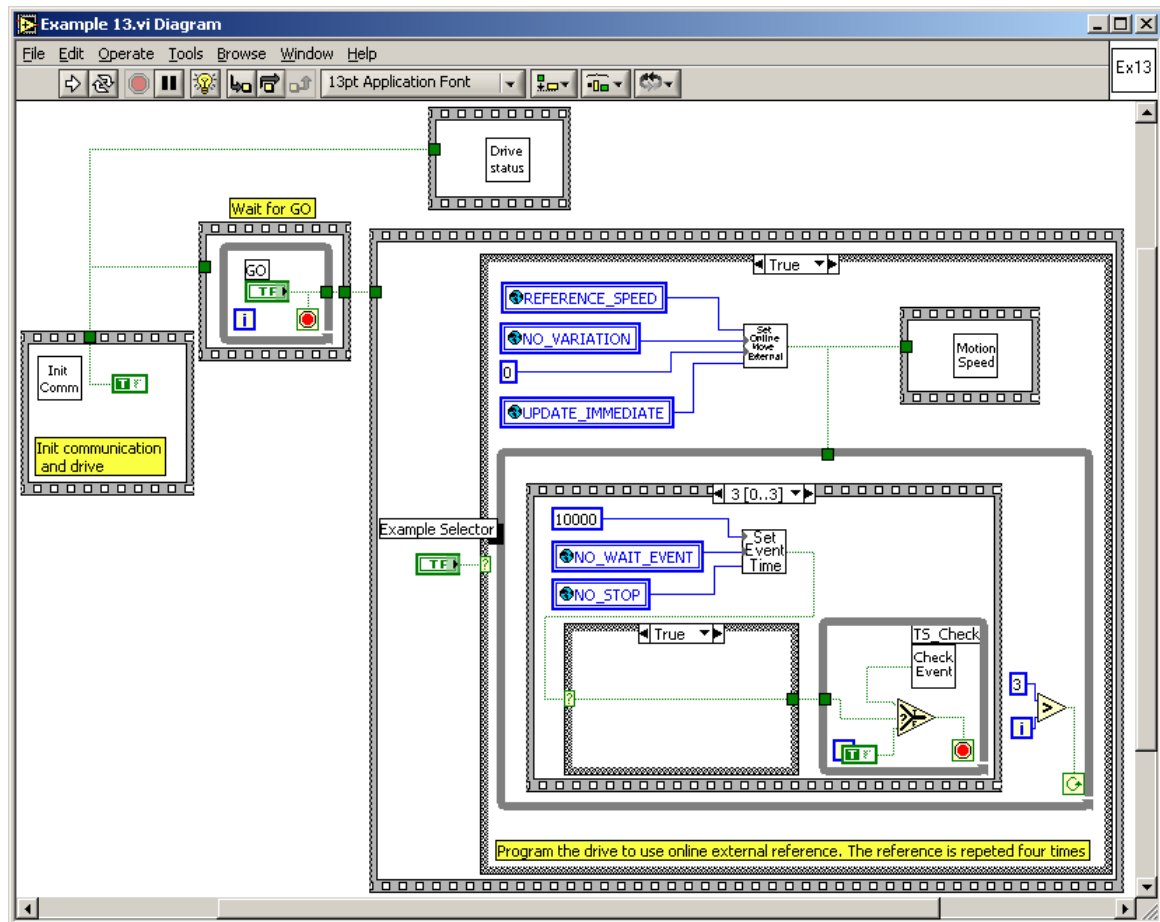 Example 13.vi Diagram
File Edit Operate Tools Browse Window Help
13pt Application Font
Ex13
Drive
status
Wait for GO
GO
TF
i
True
REFERENCE_SPEED
NO_VARIATION
0
UPDATE_IMMEDIATE
Set
Online
Move
External
Motion
Speed
Init
Comm
T
Init communication
and drive
3 [0..3]
Example Selector
TF
?
10000
NO_WAIT_EVENT
NO_STOP
Set
Event
Time
True
?
TS_Check
Check
Event
?
T
F
T
3
i
>
Program the drive to use online external reference. The reference is repeted four times